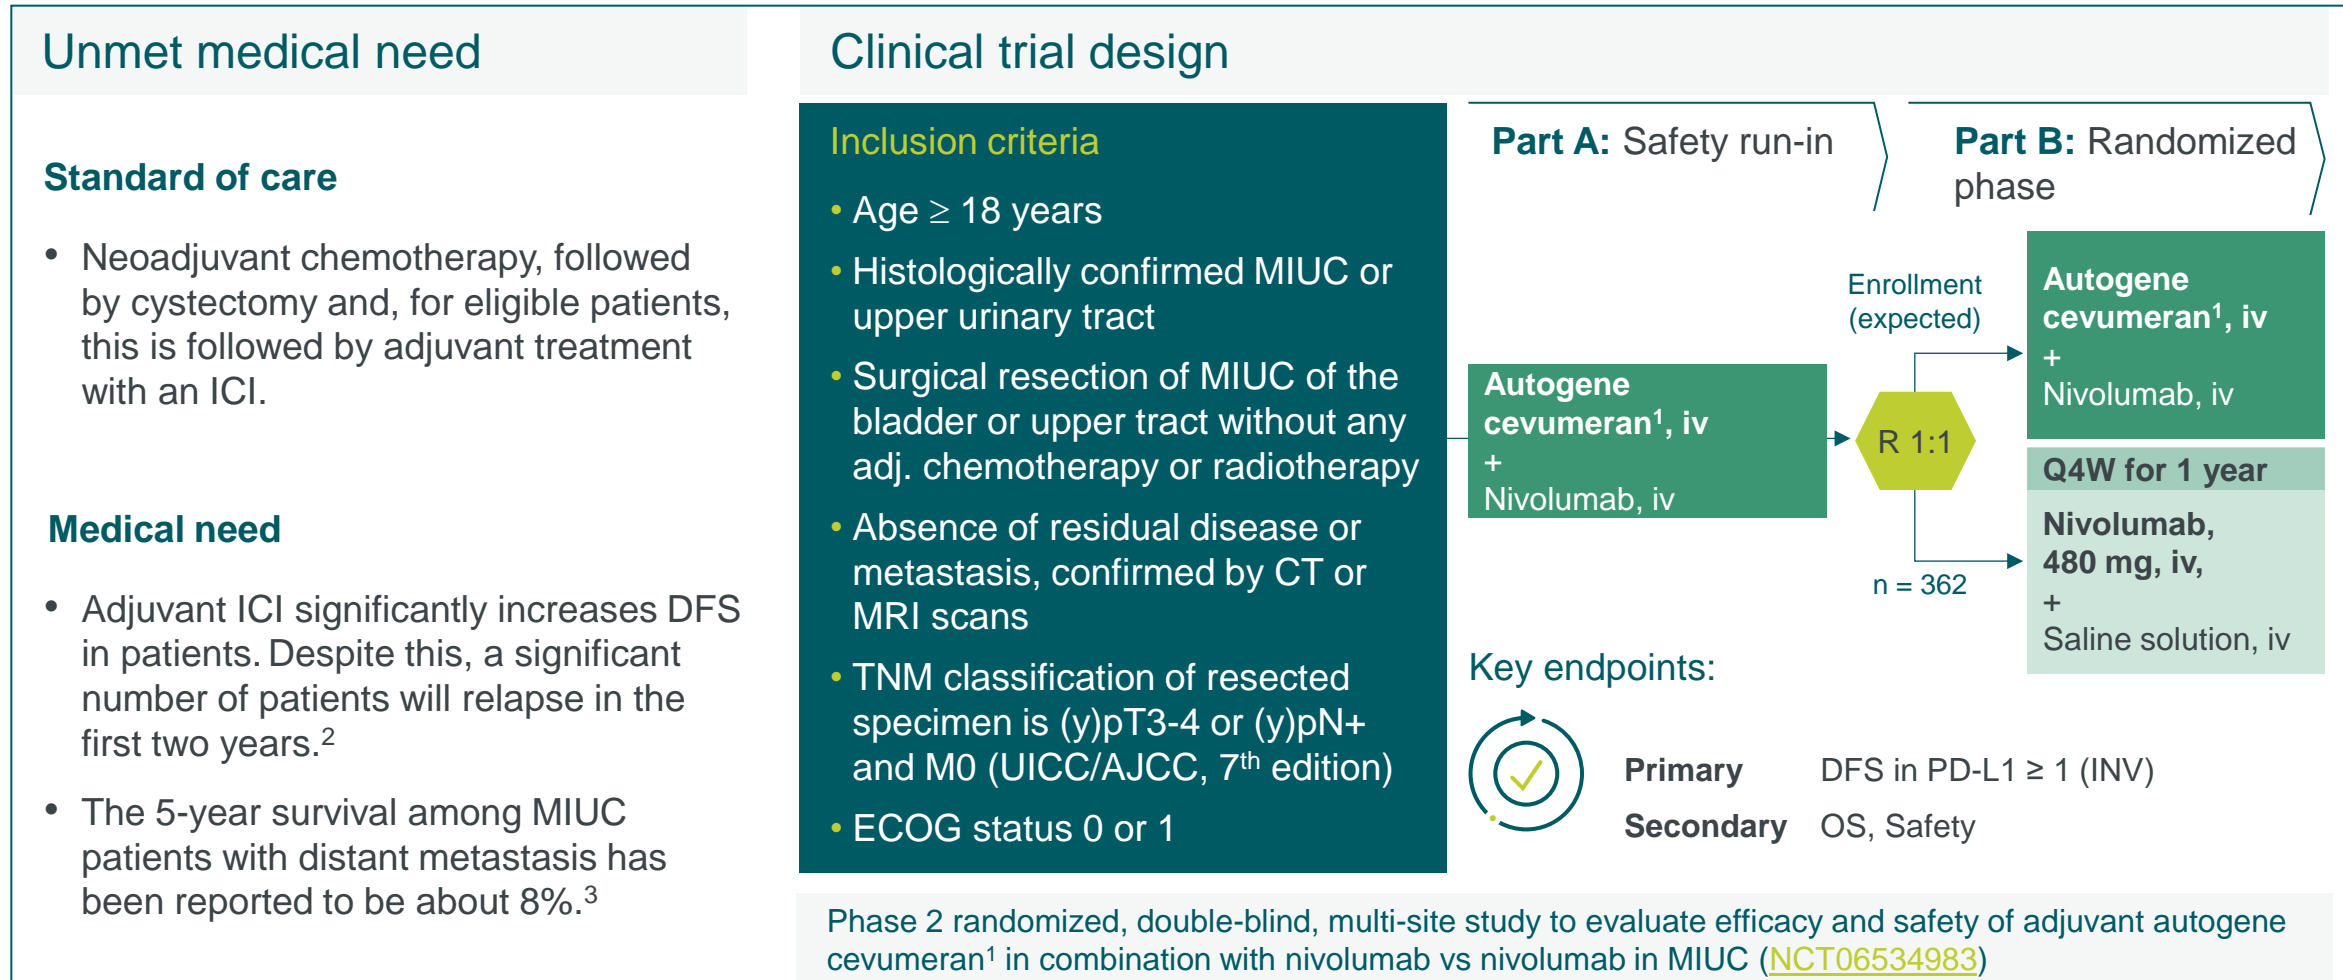 Unmet medical need
Standard of care
• Neoadjuvant chemotherapy, followed
by cystectomy and, for eligible patients,
this is followed by adjuvant treatment
with an ICI.
Medical need
• Adjuvant ICI significantly increases DFS
in patients. Despite this, a significant
number of patients will relapse in the
first two years.²
• The 5-year survival among MIUC
patients with distant metastasis has
been reported to be about 8%.³
Clinical trial design
Inclusion criteria
• Age ≥ 18 years
• Histologically confirmed MIUC or
upper urinary tract
• Surgical resection of MIUC of the
bladder or upper tract without any
adj. chemotherapy or radiotherapy
• Absence of residual disease or
metastasis, confirmed by CT or
MRI scans
• TNM classification of resected
specimen is (y)pT3-4 or (y)pN+
and M0 (UICC/AJCC, 7th edition)
• ECOG status 0 or 1
Part A: Safety run-in
Autogene
cevumeran¹, iv
+
Nivolumab, iv
Part B: Randomized
phase
Enrollment
(expected)
R 1:1
n = 362
Autogene
cevumeran¹, iv
+
Nivolumab, iv
Q4W for 1 year
Nivolumab,
480 mg, iv,
+
Saline solution, iv
Key endpoints:
Primary DFS in PD-L1 ≥ 1 (INV)
Secondary OS, Safety
Phase 2 randomized, double-blind, multi-site study to evaluate efficacy and safety of adjuvant autogene
cevumeran¹ in combination with nivolumab vs nivolumab in MIUC (NCT06534983)